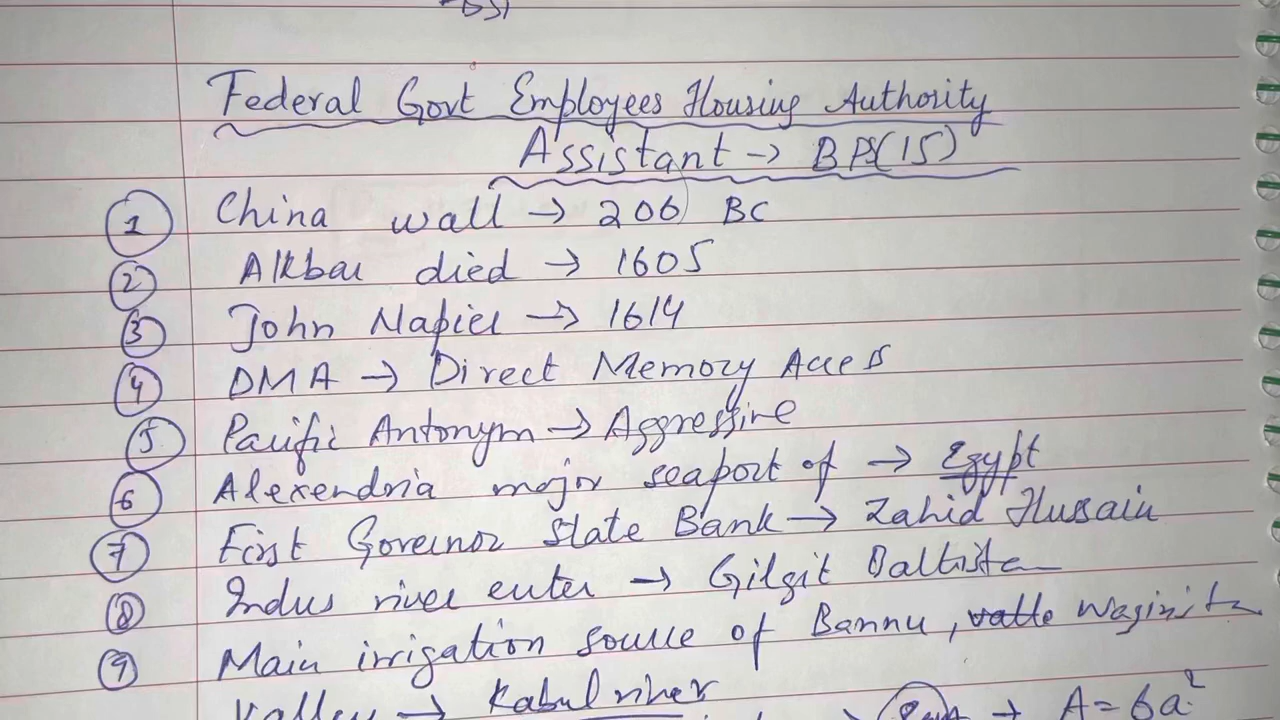 Federal Govt Employees Housing Authority
Assistant → BPS(15)
1 China wall → 206 BC
2 Akbar died → 1605
3 John Napier → 1614
4 DMA → Direct Memory Access
5 Pacific Antonym → Aggressive
6 Alexendria major seaport of → Egypt
7 First Governor State Bank → Zahid Hussain
8 Indus river enter → Gilgit Baltistan
9 Main irrigation source of Bannu, Waziristan
Valley → Kabul river
→ A = 6a²